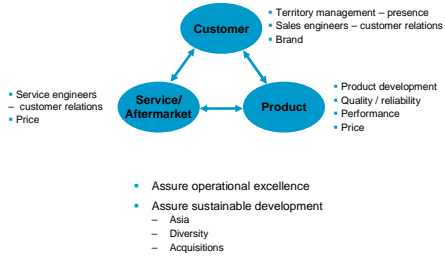 Customer
▪ Territory management – presence
▪ Sales engineers – customer relations
▪ Brand
▪ Service engineers
– customer relations
▪ Price
Service/
Aftermarket
Product
▪ Product development
▪ Quality / reliability
▪ Performance
▪ Price
▪ Assure operational excellence
▪ Assure sustainable development
– Asia
– Diversity
– Acquisitions